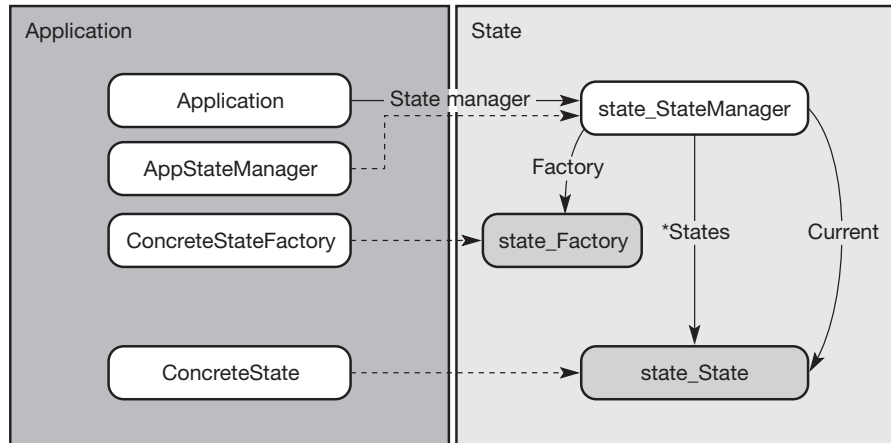 Application
State
Application
State manager
state_StateManager
AppStateManager
Factory
ConcreteStateFactory
state_Factory
*States
Current
ConcreteState
state_State